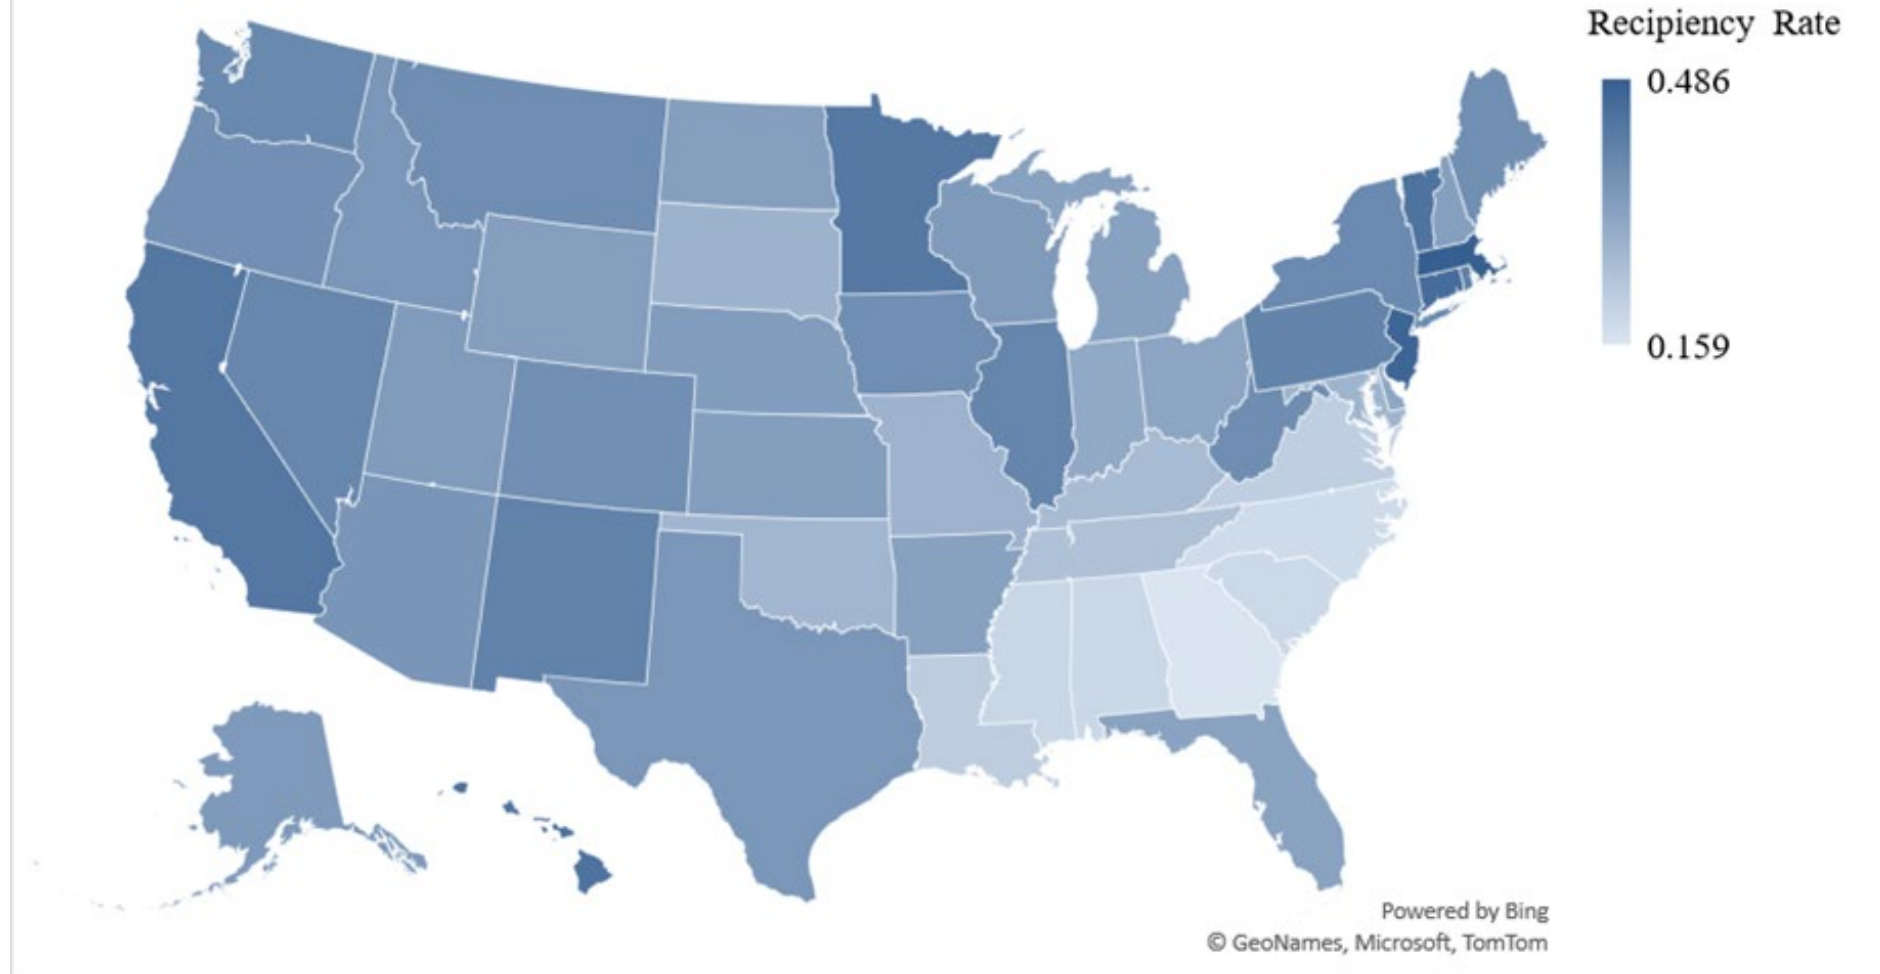 Recipiency Rate
0.486
0.159
Powered by Bing
© GeoNames, Microsoft, TomTom